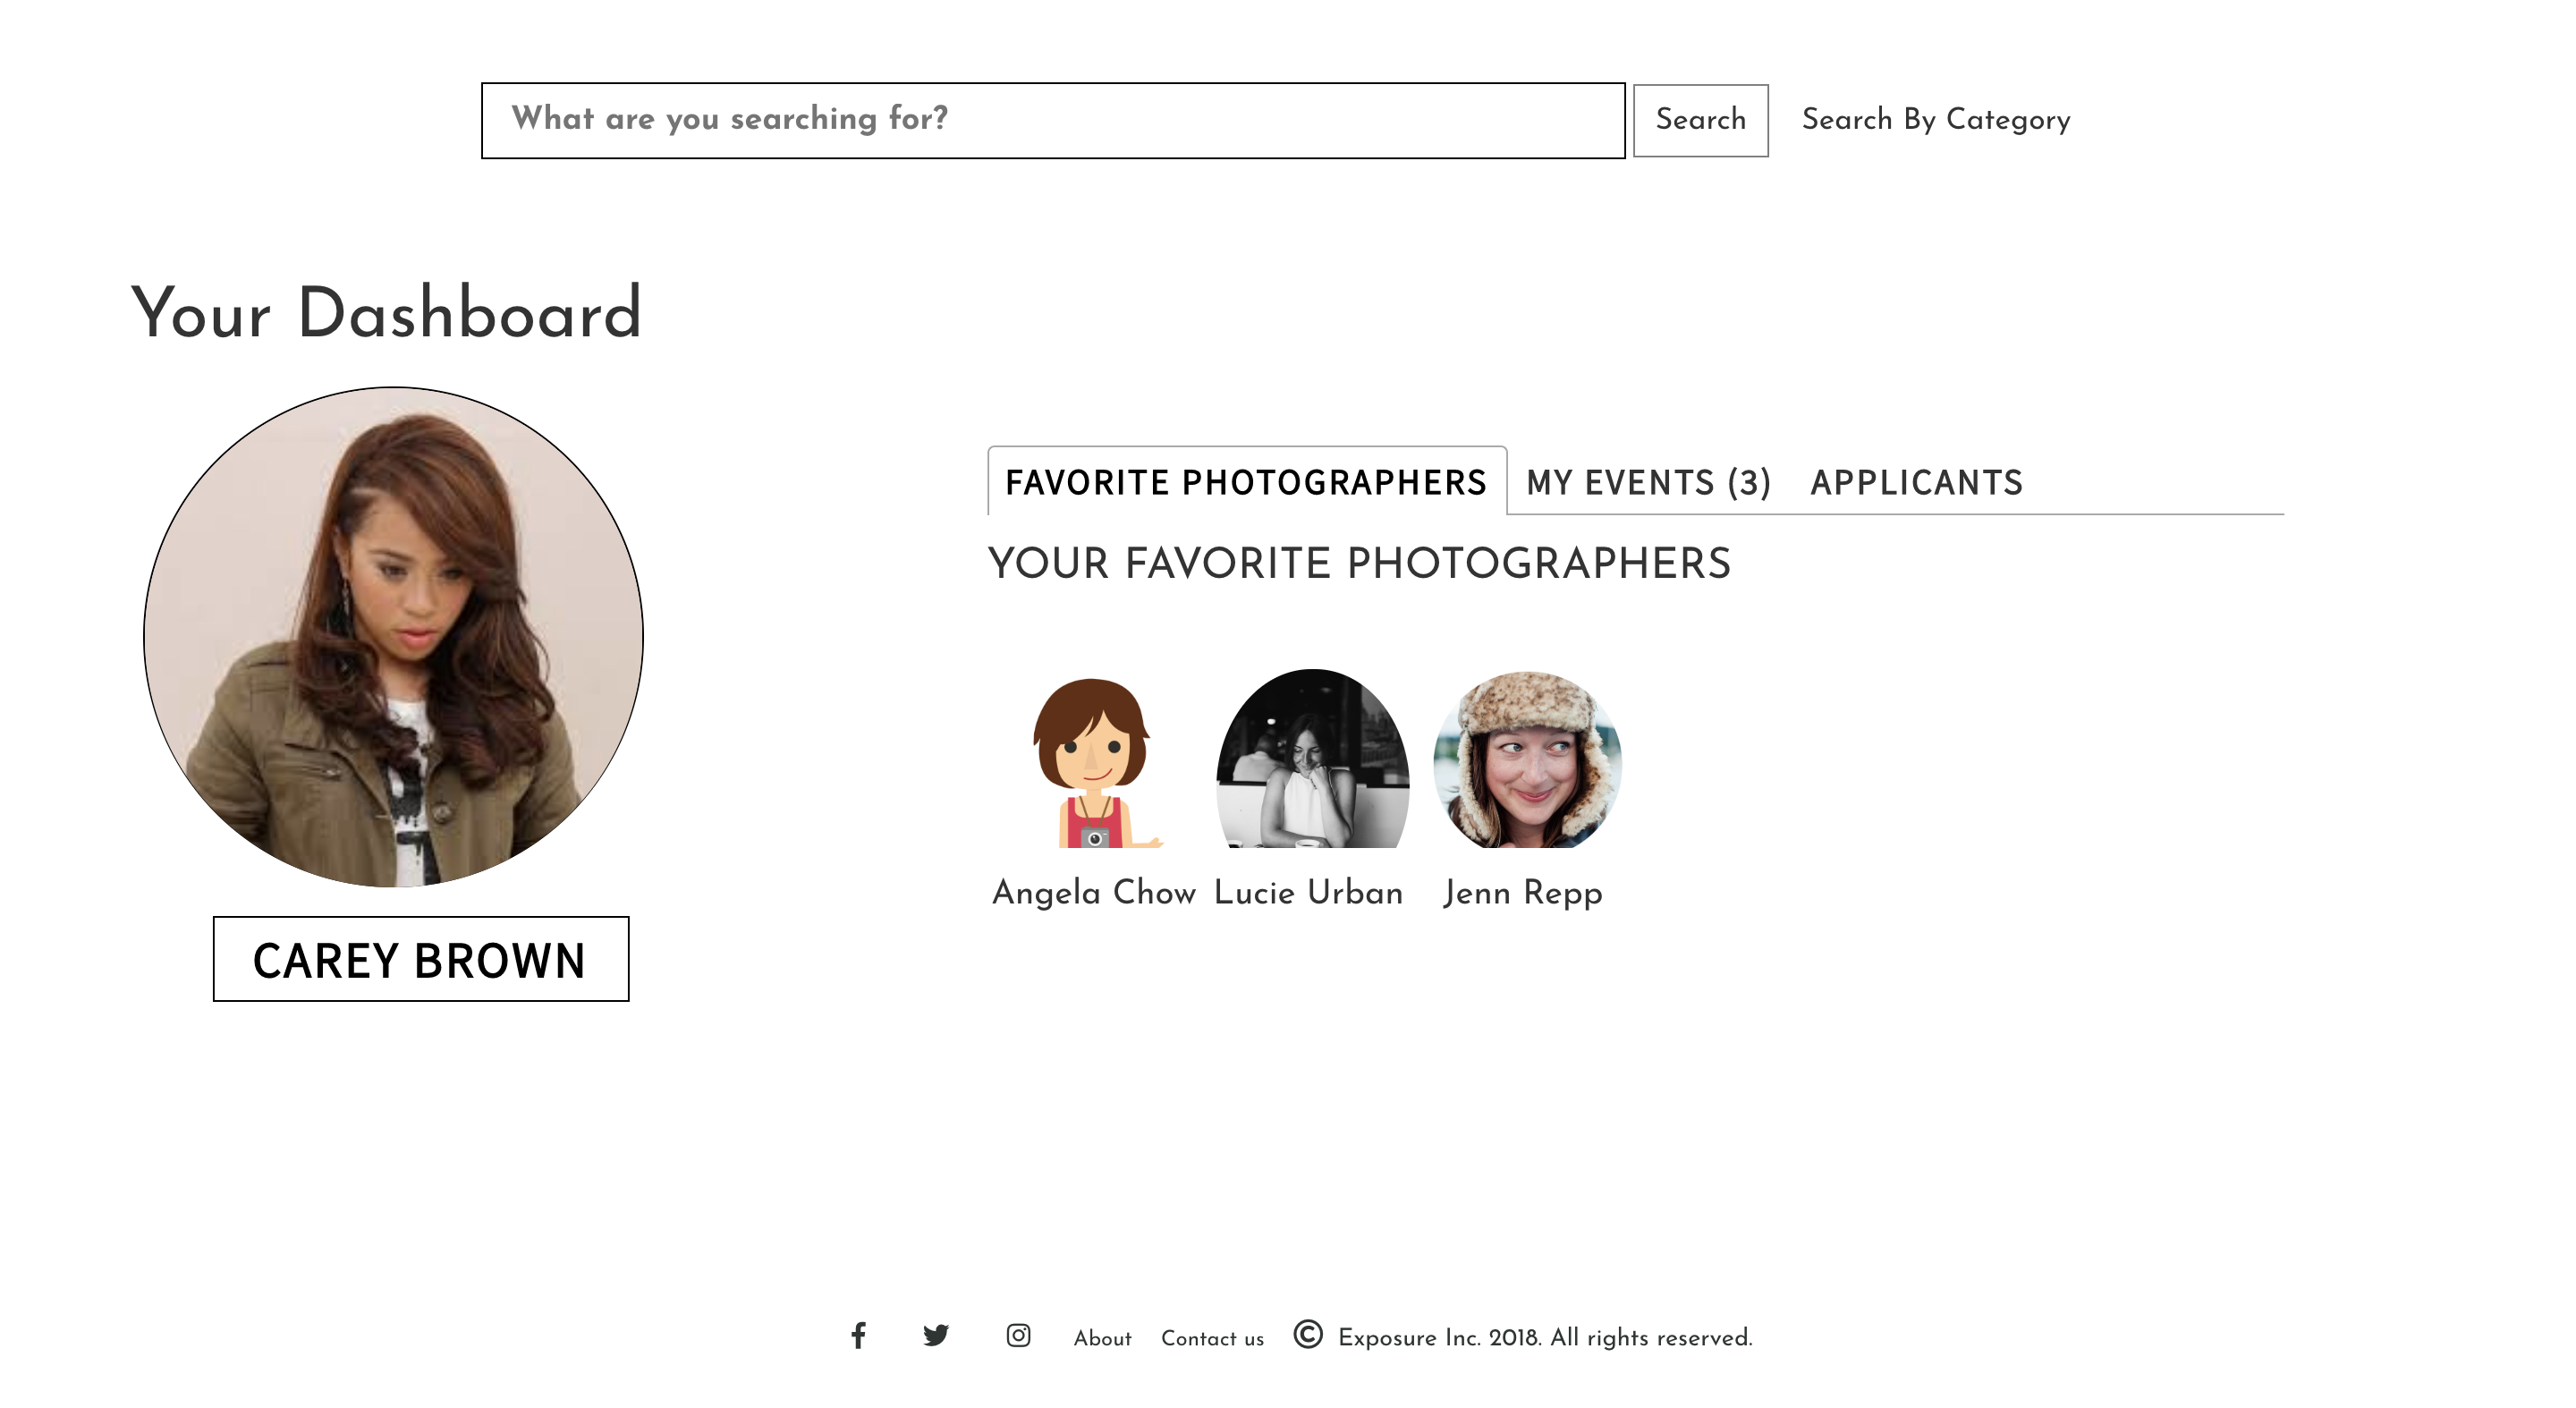 What are you searching for?
Search
Search By Category
Your Dashboard
FAVORITE PHOTOGRAPHERS
MY EVENTS (3)
APPLICANTS
YOUR FAVORITE PHOTOGRAPHERS
Angela Chow
Lucie Urban
Jenn Repp
CAREY BROWN
About
Contact us
© Exposure Inc. 2018. All rights reserved.